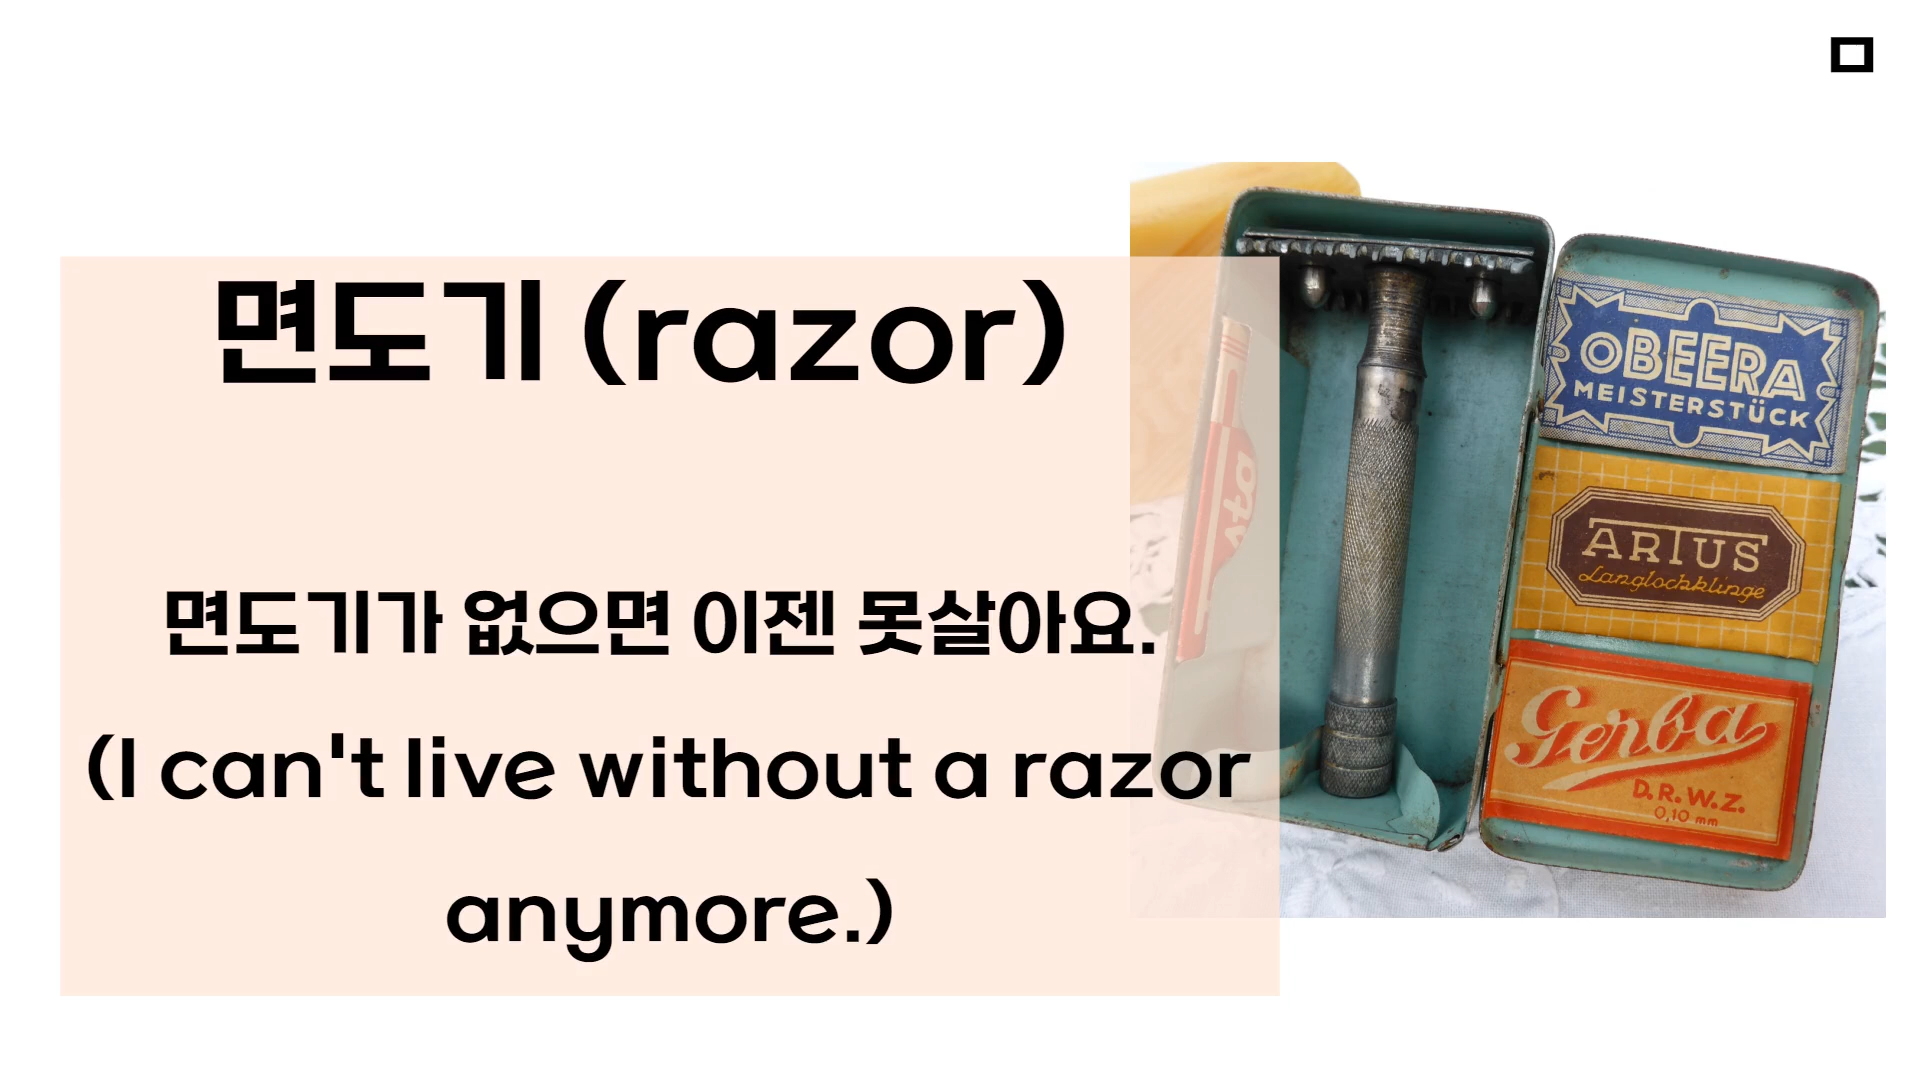 ㅁ
면도기 (razor)
면도기가 없으면 이젠 못살아요.
(I can't live without a razor
anymore.)
OBEERA
MEISTERSTÜCK
ARTUS
Langlochklinge
Gerba
D.R.W.Z.
0,10 mm